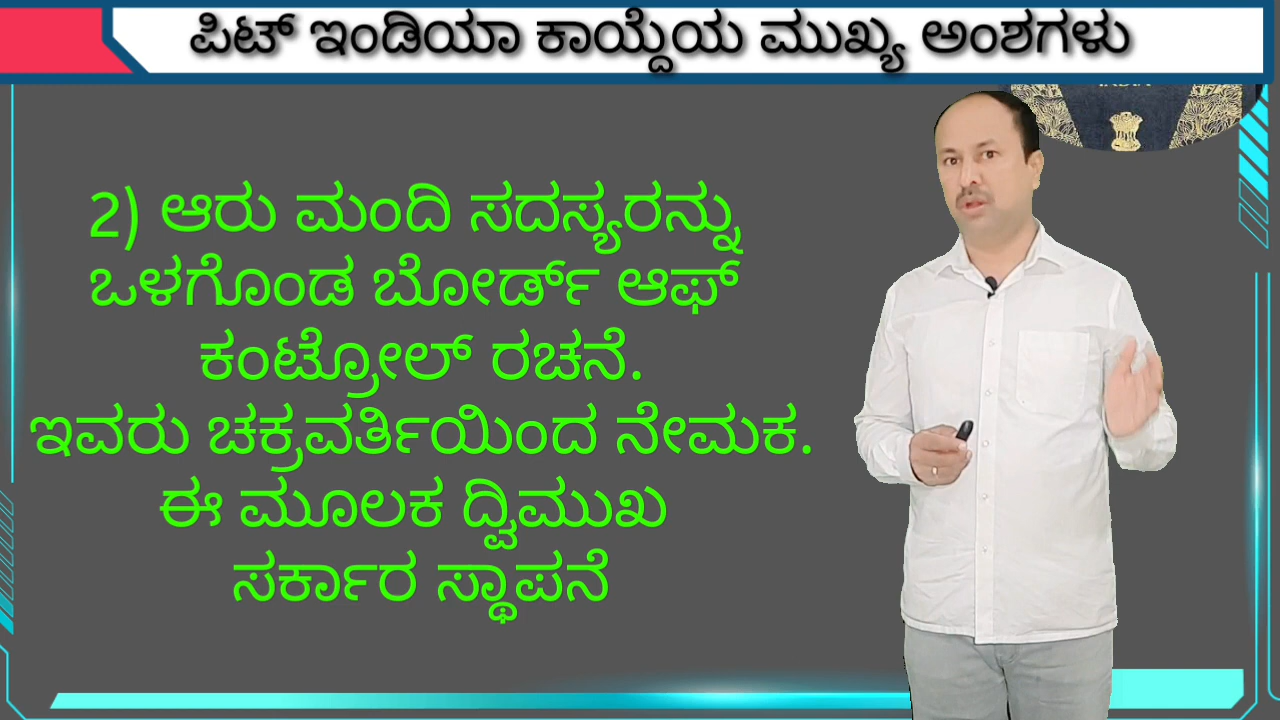 ಪಿಟ್ ಇಂಡಿಯಾ ಕಾಯ್ದೆಯ ಮುಖ್ಯ ಅಂಶಗಳು
2) ಆರು ಮಂದಿ ಸದಸ್ಯರನ್ನು
ಒಳಗೊಂಡ ಬೋರ್ಡ್ ಆಫ್
ಕಂಟ್ರೋಲ್ ರಚನೆ.
ಇವರು ಚಕ್ರವರ್ತಿಯಿಂದ ನೇಮಕ.
ಈ ಮೂಲಕ ದ್ವಿಮುಖ
ಸರ್ಕಾರ ಸ್ಥಾಪನೆ